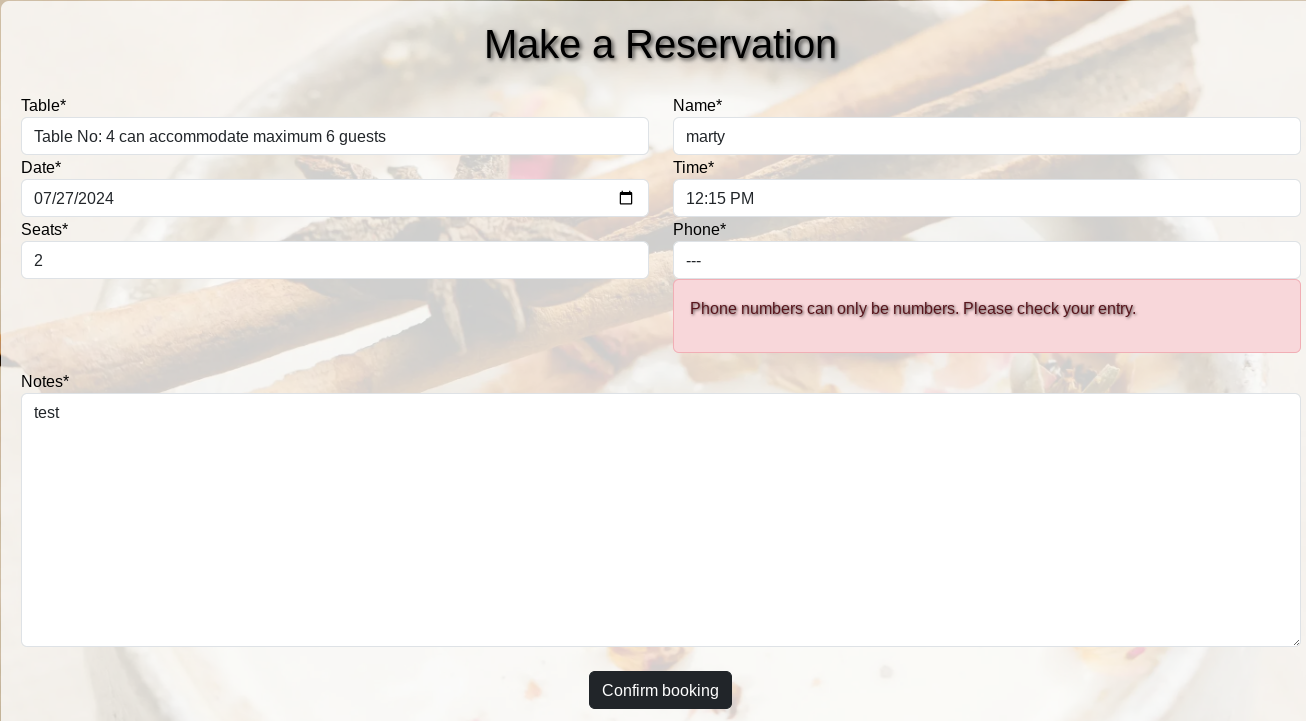 Make a Reservation
Table*
Name*
Table No: 4 can accommodate maximum 6 guests
marty
Date*
Time*
07/27/2024
12:15 PM
Seats*
Phone*
2
---
Phone numbers can only be numbers. Please check your entry.
Notes*
test
Confirm booking